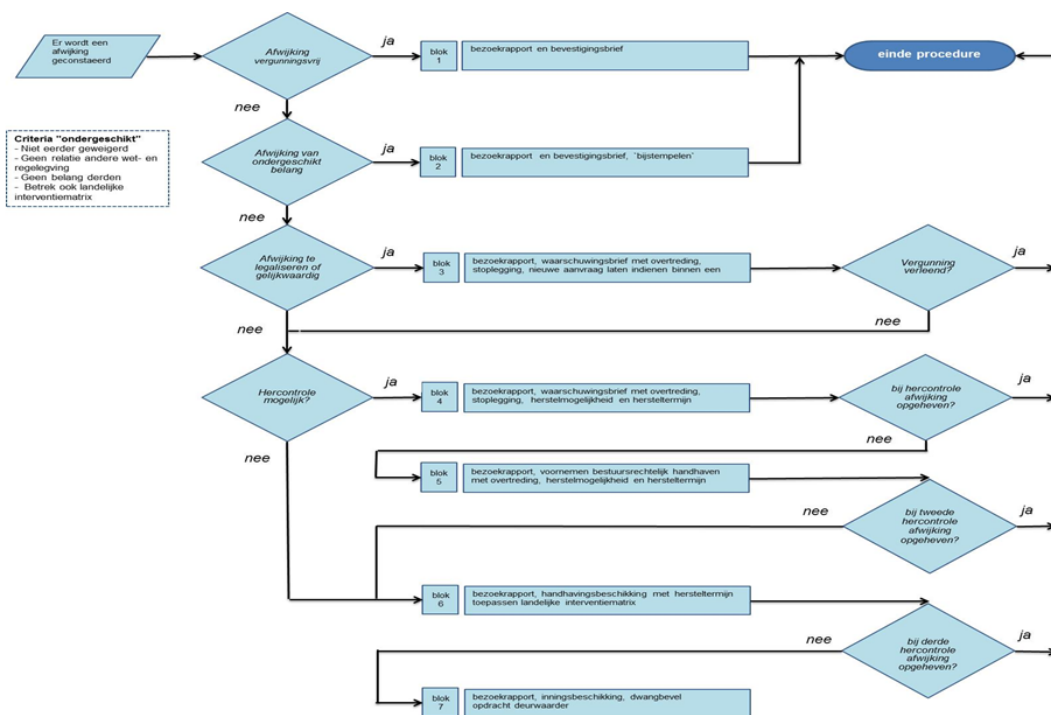 Er wordt een
afwijking
geconstaeerd
Afwijking
vergunningsvrij
ja
blok
1
bezoekrapport en bevestigingsbrief
einde procedure
nee
Criteria "ondergeschikt"
- Niet eerder geweigerd
- Geen relatie andere wet- en
regelegving
- Geen belang derden
- Betrek ook landelijke
interventiematrix
Afwijking van
ondergeschikt
belang
ja
blok
2
bezoekrapport en bevestigingsbrief, 'bijstempelen'
nee
Afwijking te
legaliseren of
gelijkwaardig
ja
blok
3
bezoekrapport, waarschuwingsbrief met overtreding,
stoplegging, nieuwe aanvraag laten indienen binnen een
Vergunning
verleend?
ja
nee
nee
Hercontrole
mogelijk?
ja
blok
4
bezoekrapport, waarschuwingsbrief met overtreding,
stoplegging, herstelmogelijkheid en hersteltermijn
bij hercontrole
afwijking
opgeheven?
ja
nee
nee
blok
5
bezoekrapport, voornemen bestuursrechtelijk handhaven
met overtreding, herstelmogelijkheid en hersteltermijn
nee
bij tweede
hercontrole
afwijking
opgeheven?
ja
blok
6
bezoekrapport, handhavingsbeschikking met hersteltermijn
toepassen landelijke interventiematrix
nee
bij derde
hercontrole
afwijking
opgeheven?
ja
blok
7
bezoekrapport, inningsbeschikking, dwangbevel
opdracht deurwaarder